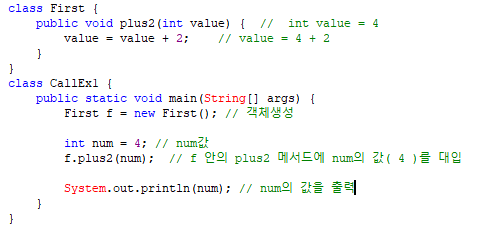 class First {
    public void plus2(int value) {  //  int value = 4
        value = value + 2;    // value = 4 + 2
    }
}
class CallEx1 {
    public static void main(String[] args) {
        First f = new First(); // 객체생성

        int num = 4; // num값
        f.plus2(num);  // f 안의 plus2 메서드에 num의 값( 4 )를 대입

        System.out.println(num); // num의 값을 출력
    }
}